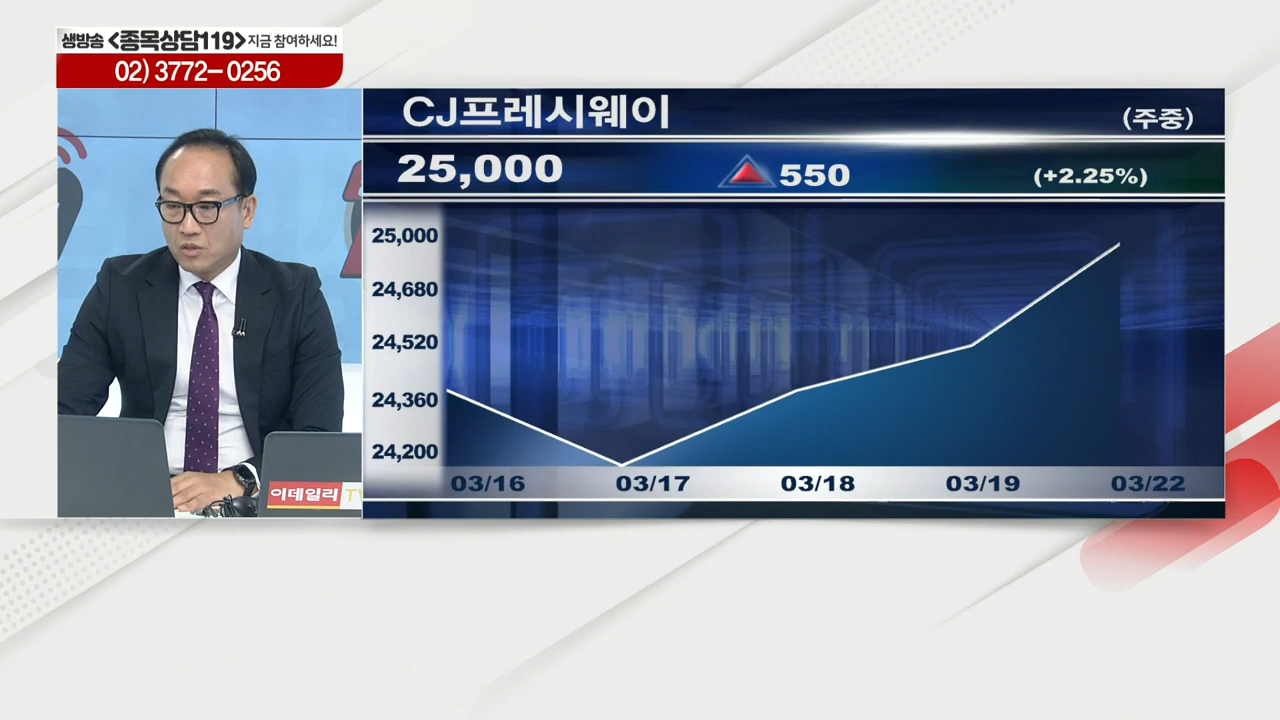 생방송 <종목상담119> 지금 참여하세요!
02) 3772-0256
CJ프레시웨이 (주중)
25,000 550 (+2.25%)
25,000
24,680
24,520
24,360
24,200
03/16 03/17 03/18 03/19 03/22
이데일리 TV